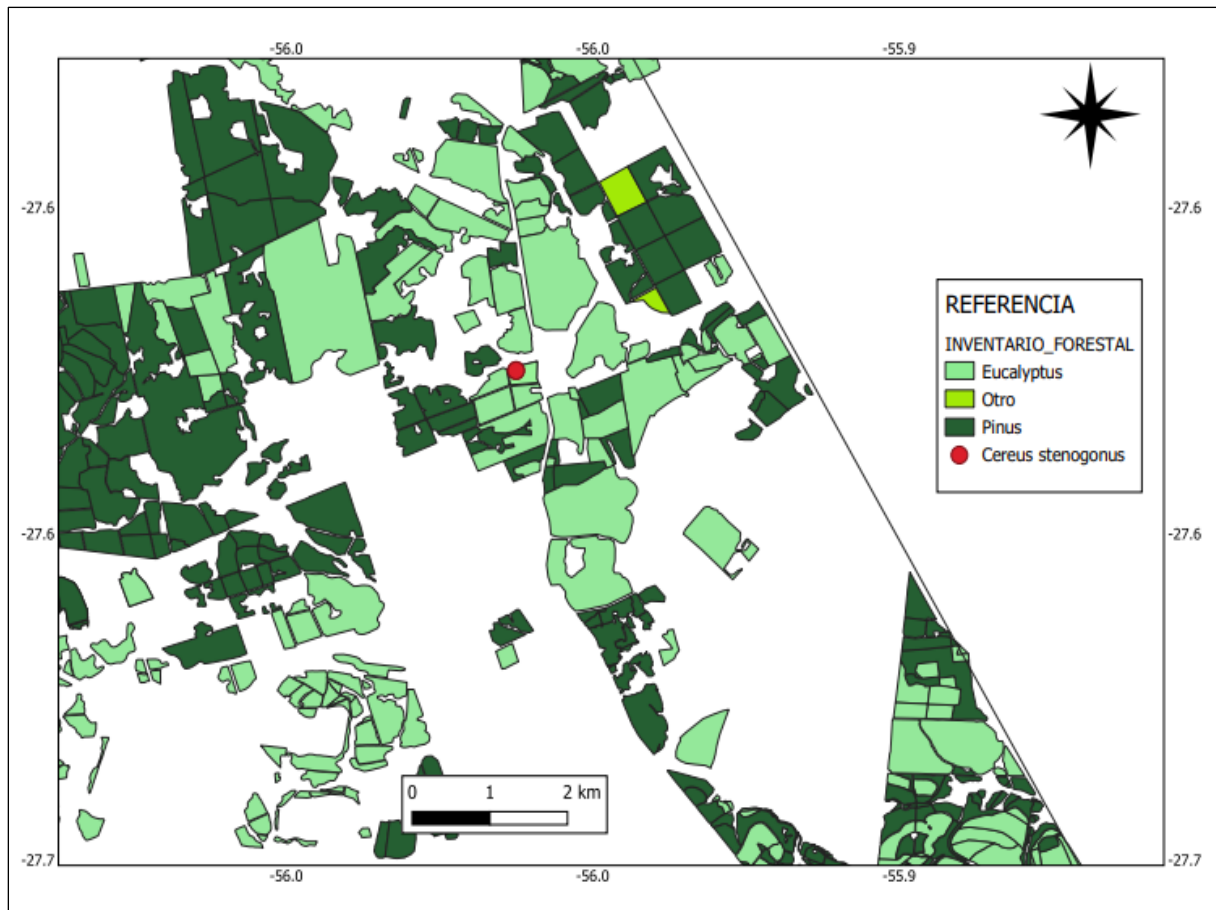 -56.0 -56.0 -55.9
-27.6 -27.6
REFERENCIA
INVENTARIO_FORESTAL
Eucalyptus
Otro
Pinus
Cereus stenogonus
-27.6 -27.6
0 1 2 km
-27.7 -27.7
-56.0 -56.0 -55.9